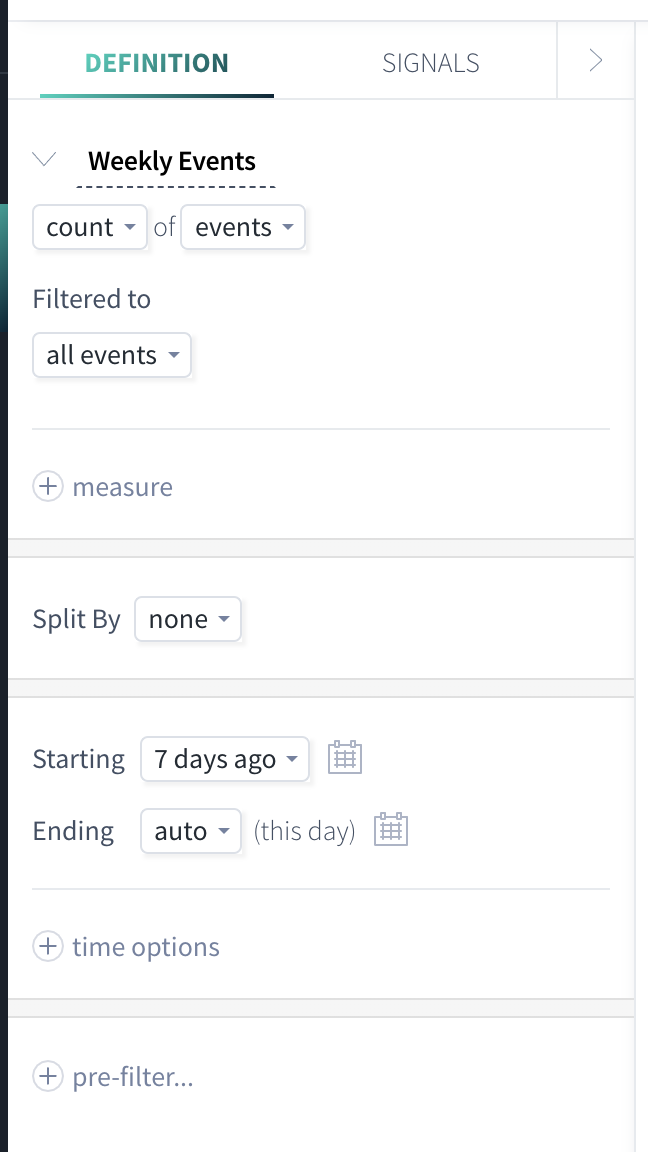 DEFINITION SIGNALS
Weekly Events
count of events
Filtered to
all events
measure
Split By none
Starting 7 days ago
Ending auto (this day)
time options
pre-filter...